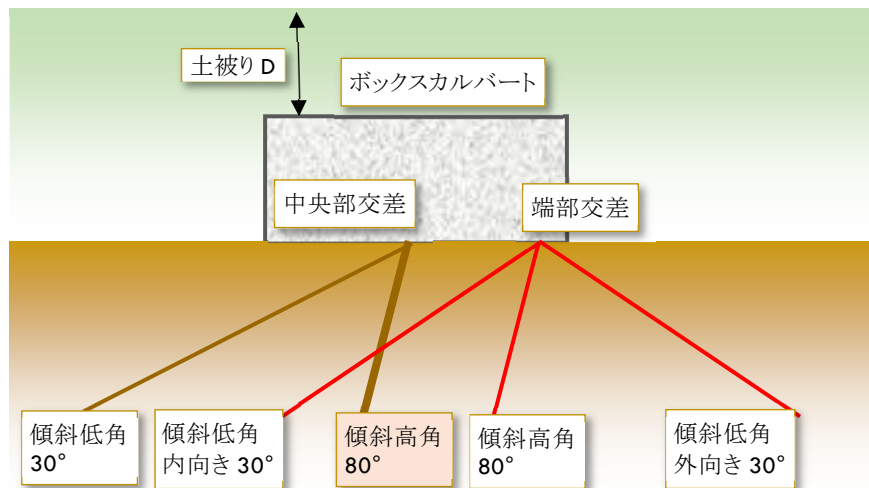 土被り D
ボックスカルバート
中央部交差
端部交差
傾斜低角
30°
傾斜低角
内向き 30°
傾斜高角
80°
傾斜高角
80°
傾斜低角
外向き 30°